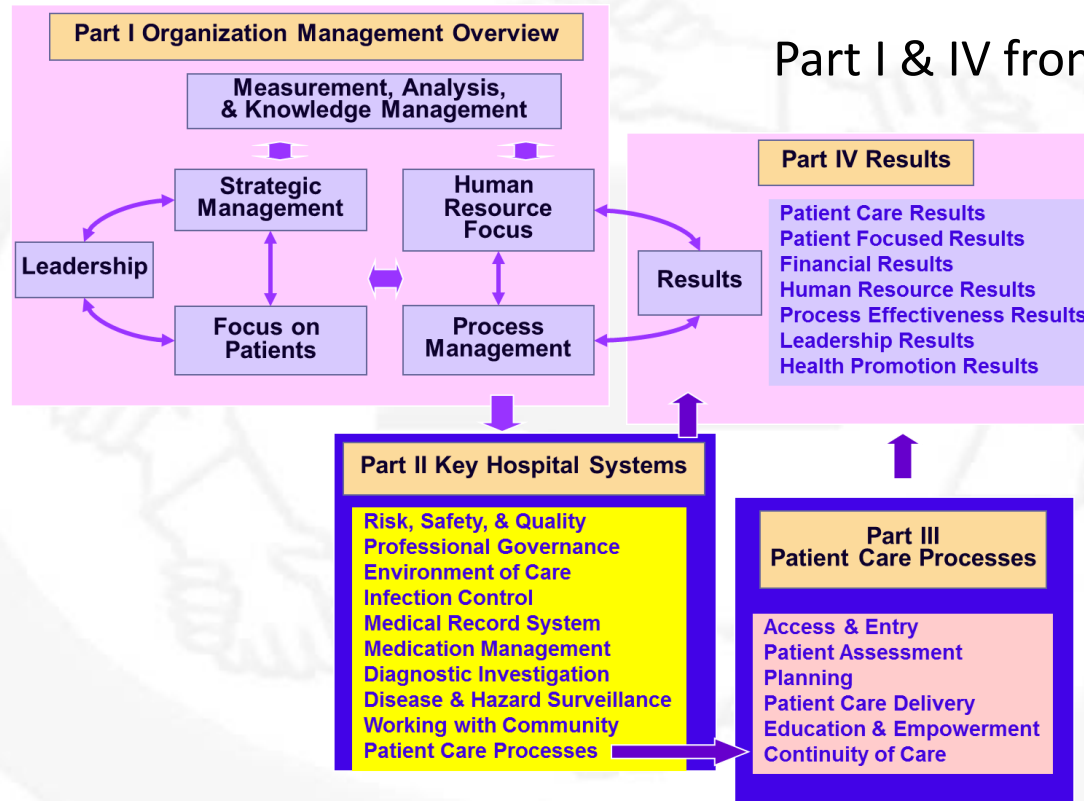 Part I Organization Management Overview
Measurement, Analysis,
& Knowledge Management
Strategic
Management
Human
Resource
Focus
Leadership
Focus on
Patients
Process
Management
Part I & IV from
Part IV Results
Results
Patient Care Results
Patient Focused Results
Financial Results
Human Resource Results
Process Effectiveness Results
Leadership Results
Health Promotion Results
Part II Key Hospital Systems
Risk, Safety, & Quality
Professional Governance
Environment of Care
Infection Control
Medical Record System
Medication Management
Diagnostic Investigation
Disease & Hazard Surveillance
Working with Community
Patient Care Processes
Part III
Patient Care Processes
Access & Entry
Patient Assessment
Planning
Patient Care Delivery
Education & Empowerment
Continuity of Care